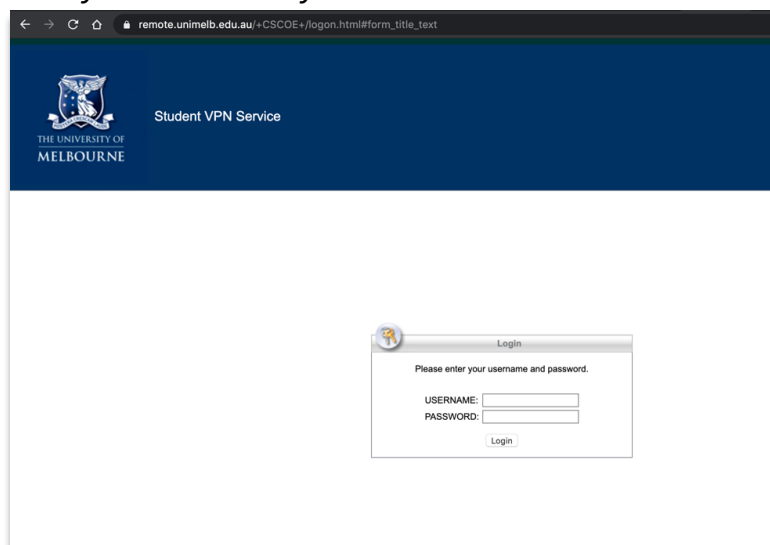 remote.unimelb.edu.au/+CSCOE+/logon.html#form_title_text
THE UNIVERSITY OF
MELBOURNE
Student VPN Service
Login
Please enter your username and password.
USERNAME:
PASSWORD:
Login